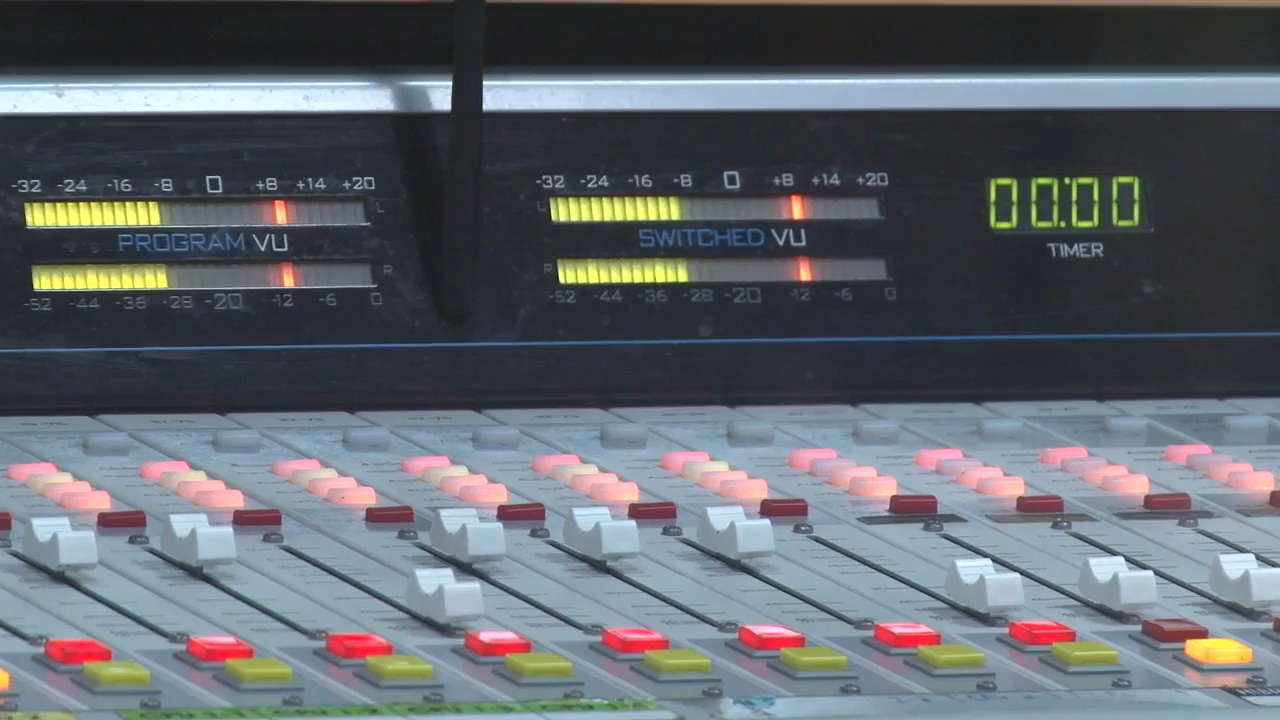 -32 -24 -16 -8 0 +8 +14 +20
L
PROGRAM VU
R
-52 -44 -36 -28 -20 -12 -6 0
-32 -24 -16 -8 0 +8 +14 +20
L
SWITCHED VU
R
-52 -44 -36 -28 -20 -12 -6 0
00:00
TIMER